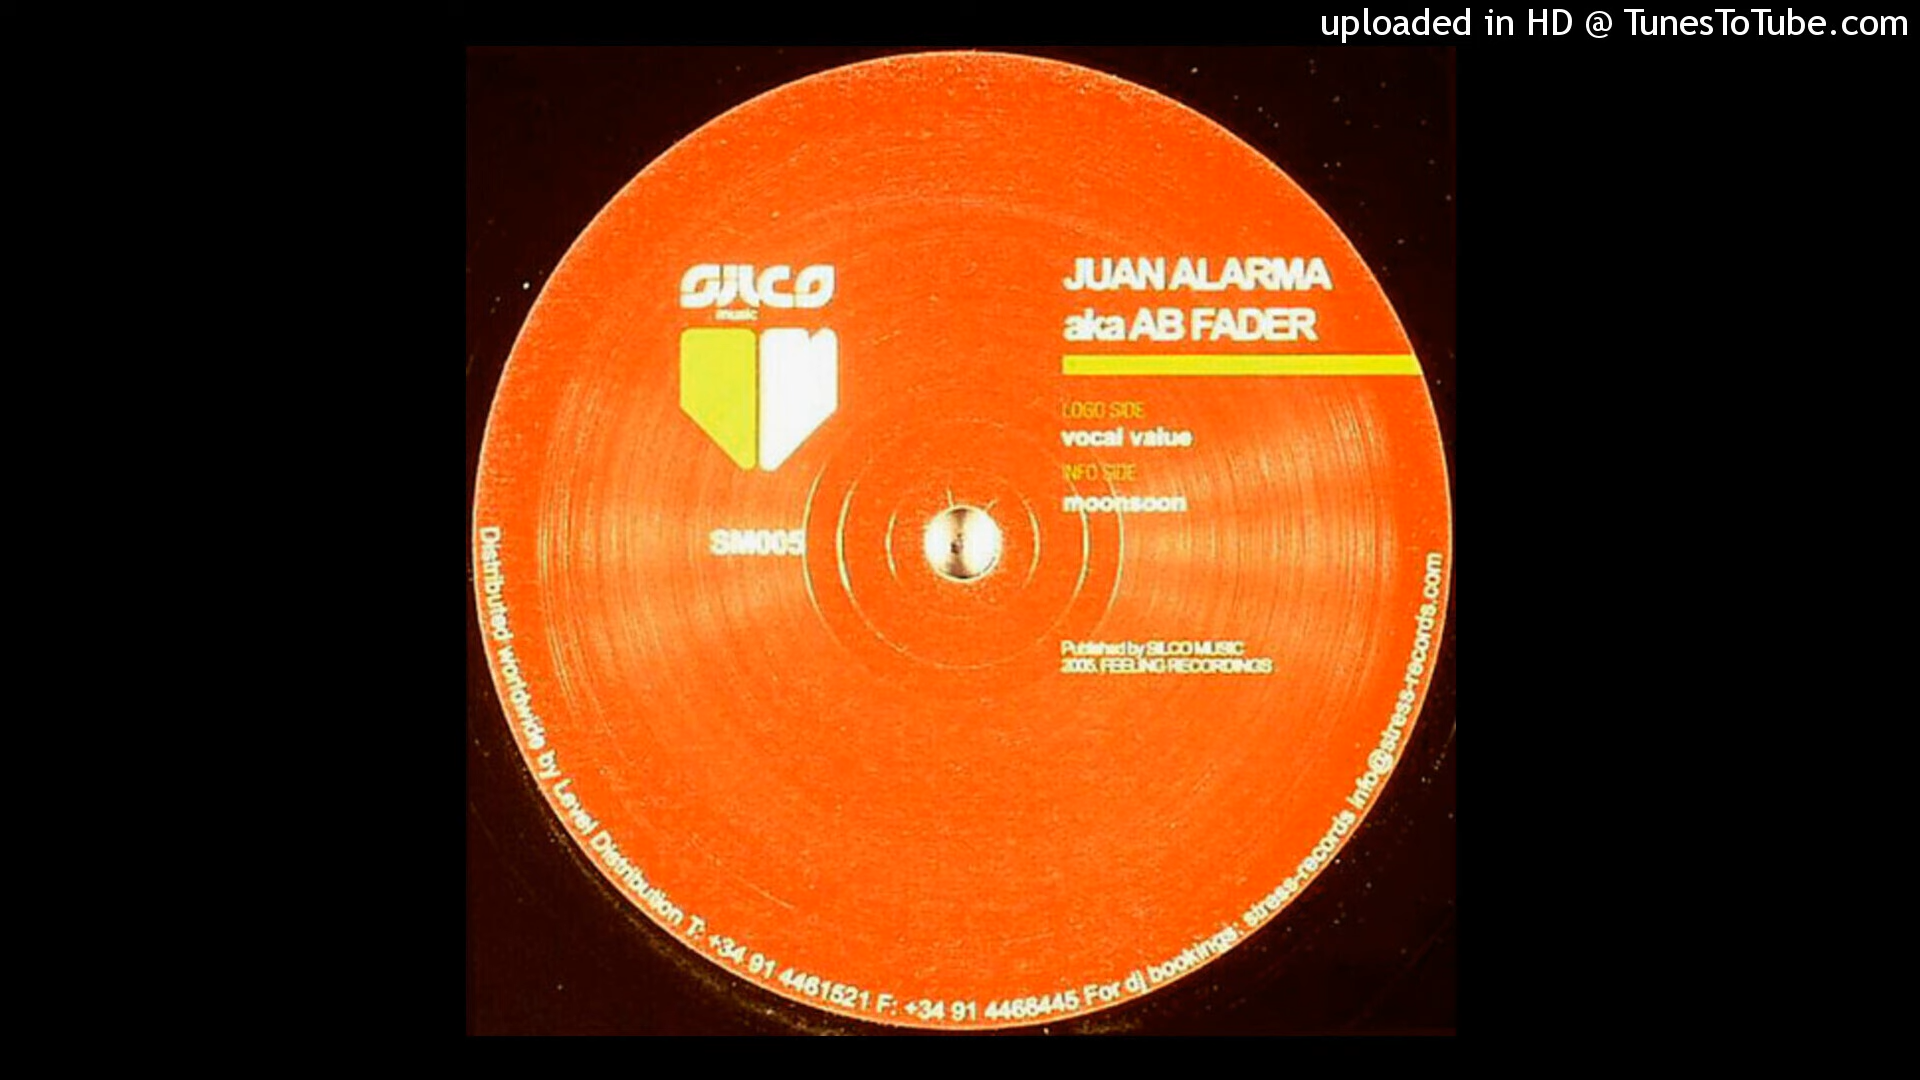 uploaded in HD @ TunesToTube.com
silco
music
JUAN ALARMA
aka AB FADER
LOGO SIDE
vocal value
INFO SIDE
moonsoon
SM005
Published by SILCO MUSIC
2005. FEELING RECORDINGS
Distributed worldwide by Level Distribution T: +34 91 4461521 F: +34 91 4468445 For dj bookings: stress-records info@stress-records.com